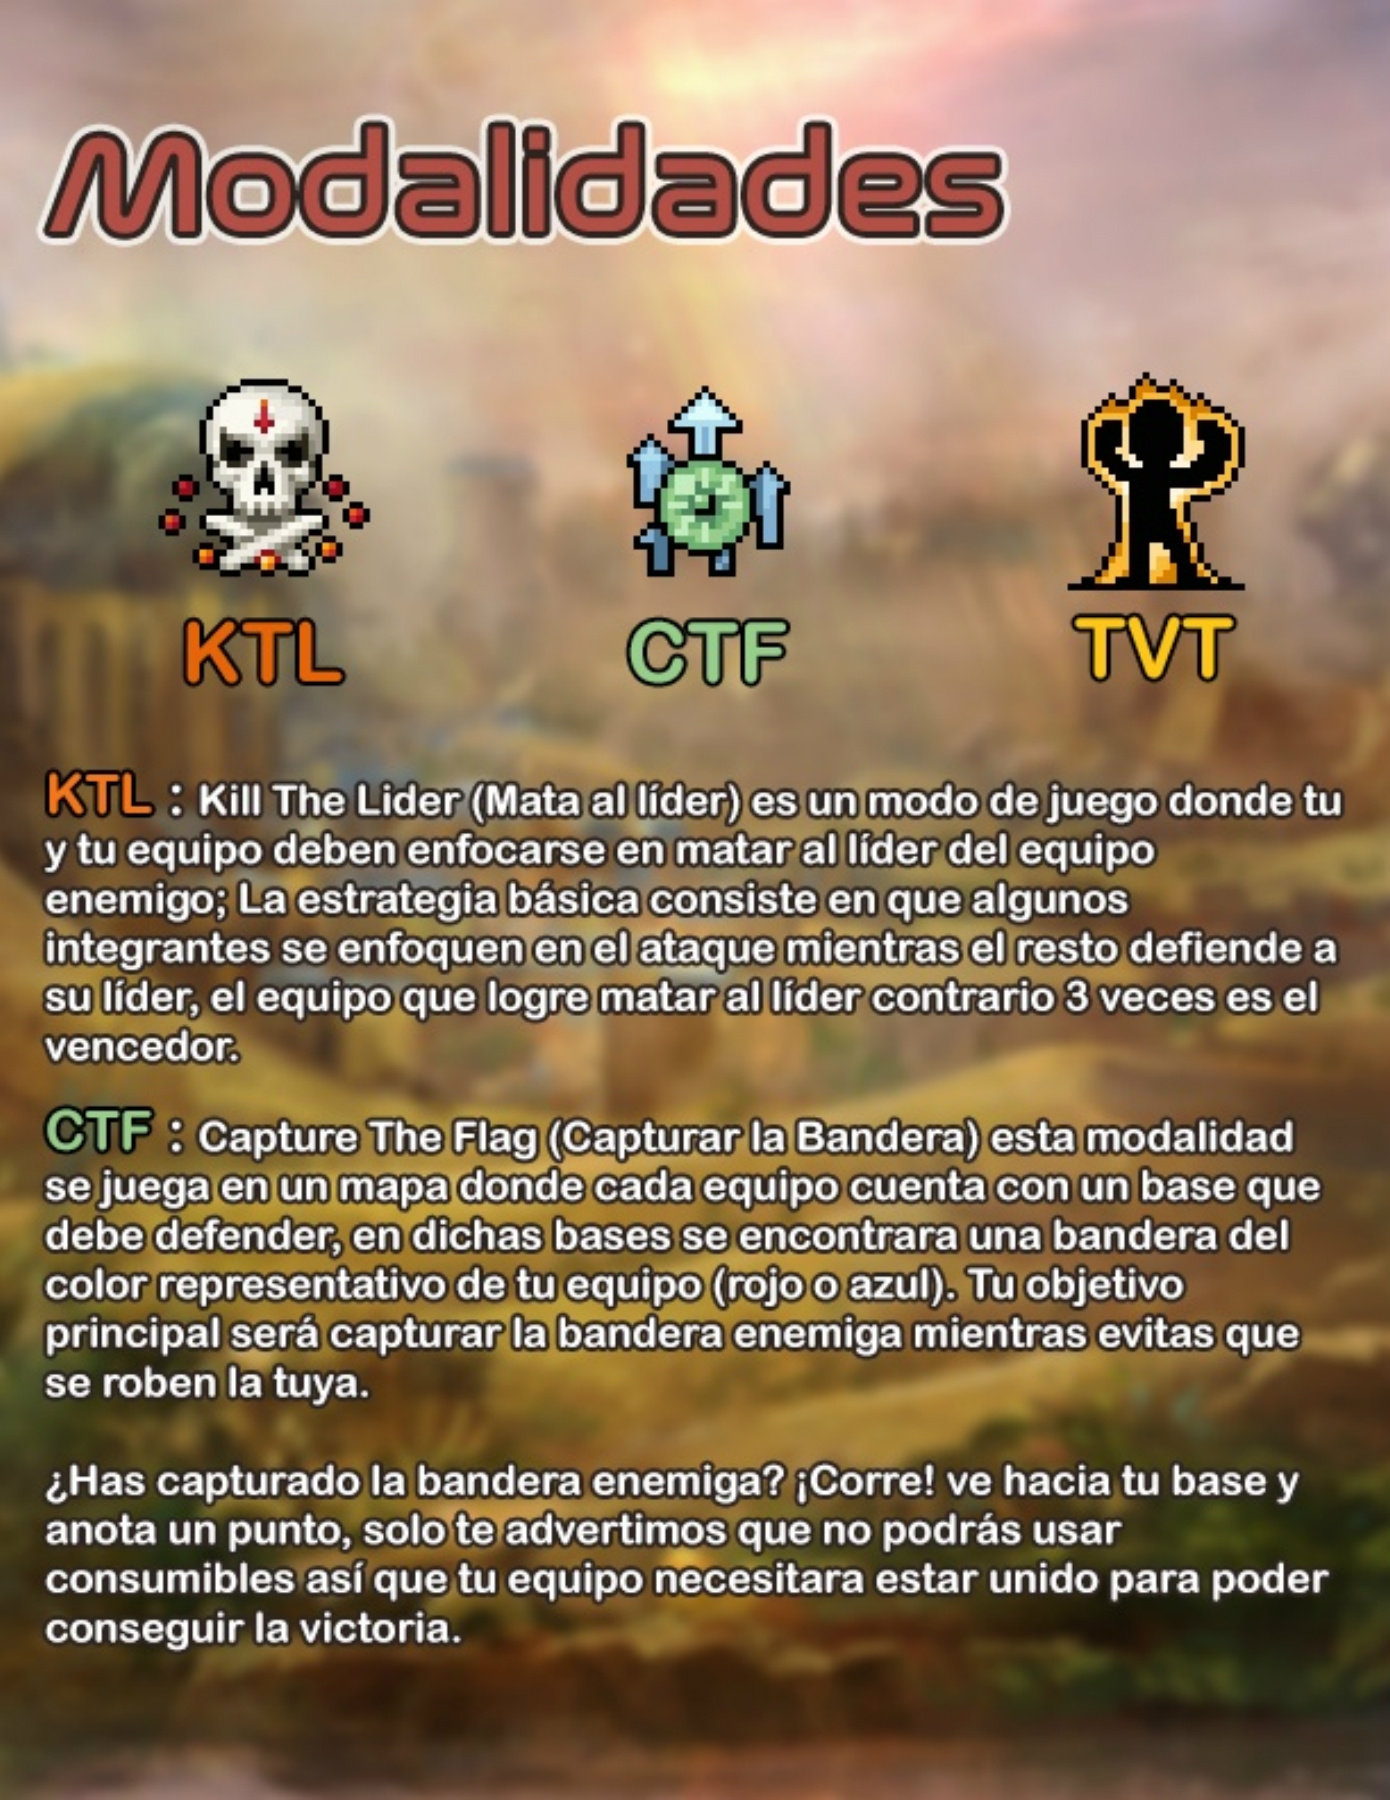 Modalidades
KTL
CTF
TVT
KTL : Kill The Lider (Mata al líder) es un modo de juego donde tu
y tu equipo deben enfocarse en matar al líder del equipo
enemigo; La estrategia básica consiste en que algunos
integrantes se enfoquen en el ataque mientras el resto defiende a
su líder, el equipo que logre matar al líder contrario 3 veces es el
vencedor.
CTF : Capture The Flag (Capturar la Bandera) esta modalidad
se juega en un mapa donde cada equipo cuenta con un base que
debe defender, en dichas bases se encontrara una bandera del
color representativo de tu equipo (rojo o azul). Tu objetivo
principal será capturar la bandera enemiga mientras evitas que
se roben la tuya.
¿Has capturado la bandera enemiga? ¡Corre! ve hacia tu base y
anota un punto, solo te advertimos que no podrás usar
consumibles así que tu equipo necesitara estar unido para poder
conseguir la victoria.